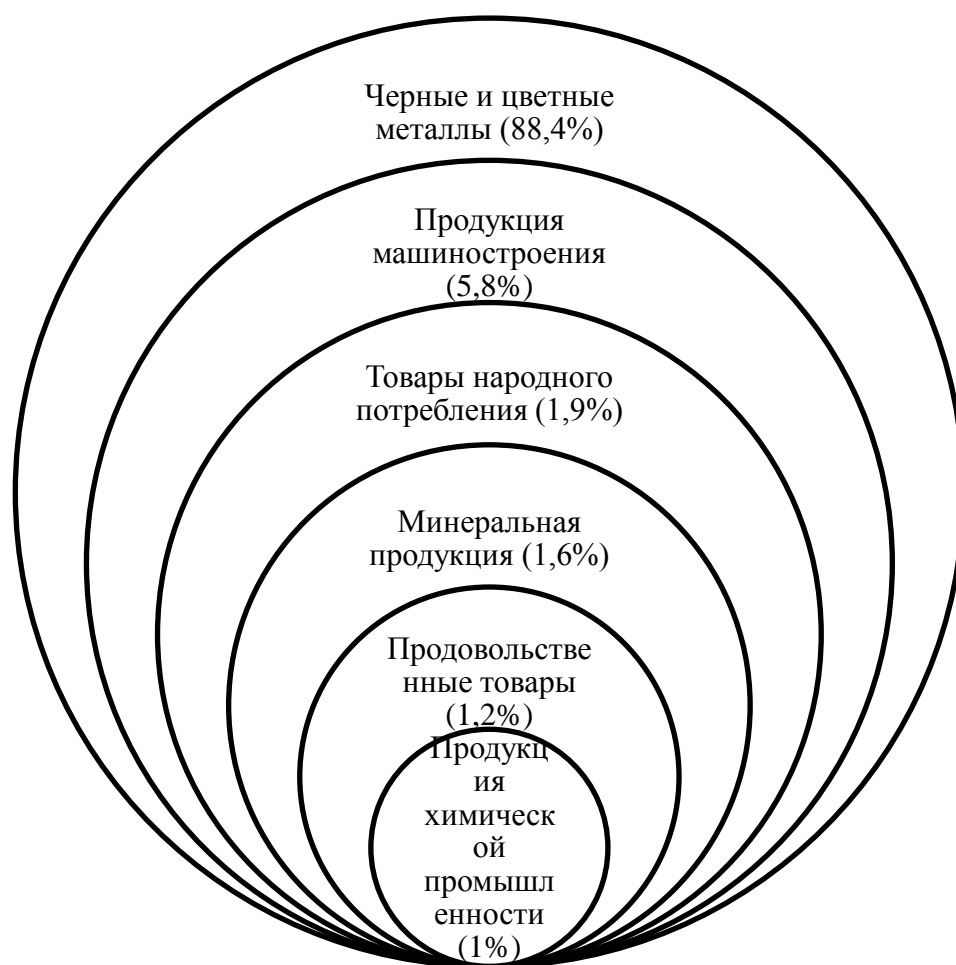 Черные и цветные
металлы (88,4%)
Продукция
машиностроения
(5,8%)
Товары народного
потребления (1,9%)
Минеральная
продукция (1,6%)
Продовольстве
нные товары
(1,2%)
Продукц
ия
химическ
ой
промышл
енности
(1%)